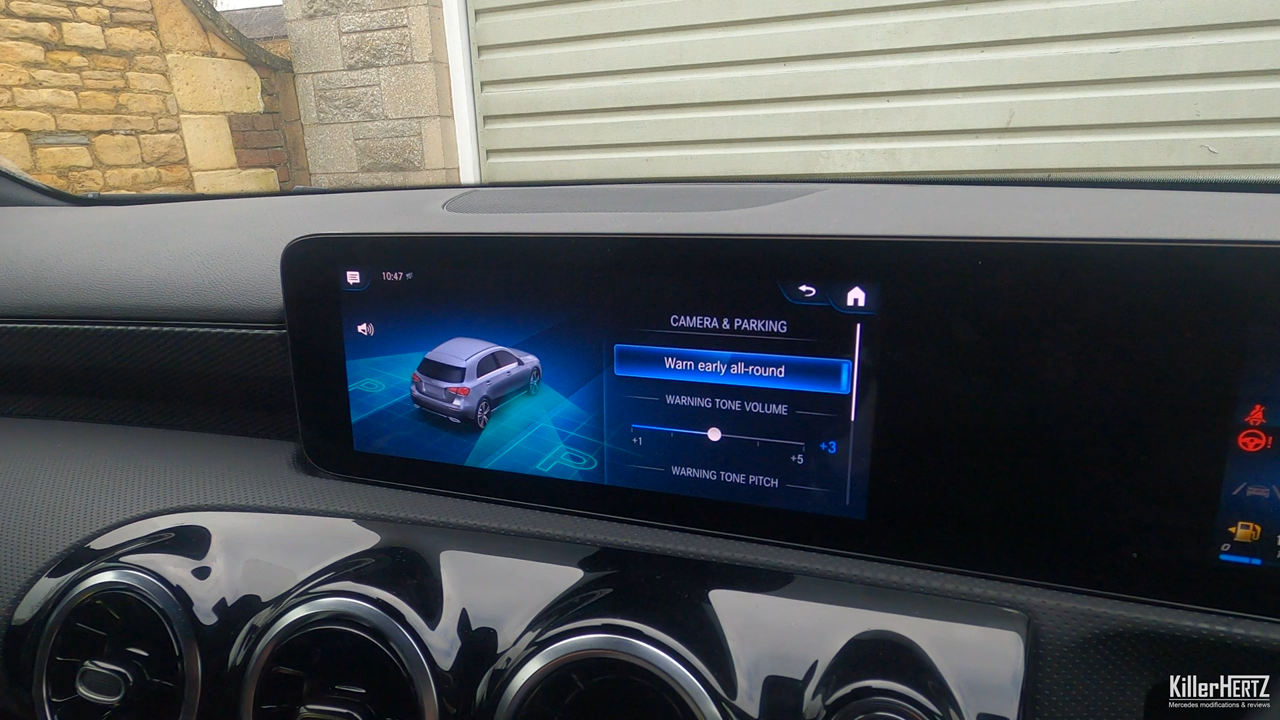 10:47
CAMERA & PARKING
Warn early all-round
WARNING TONE VOLUME
+1
+5
+3
WARNING TONE PITCH
P
P
0
KillerHERTZ
Mercedes modifications & reviews